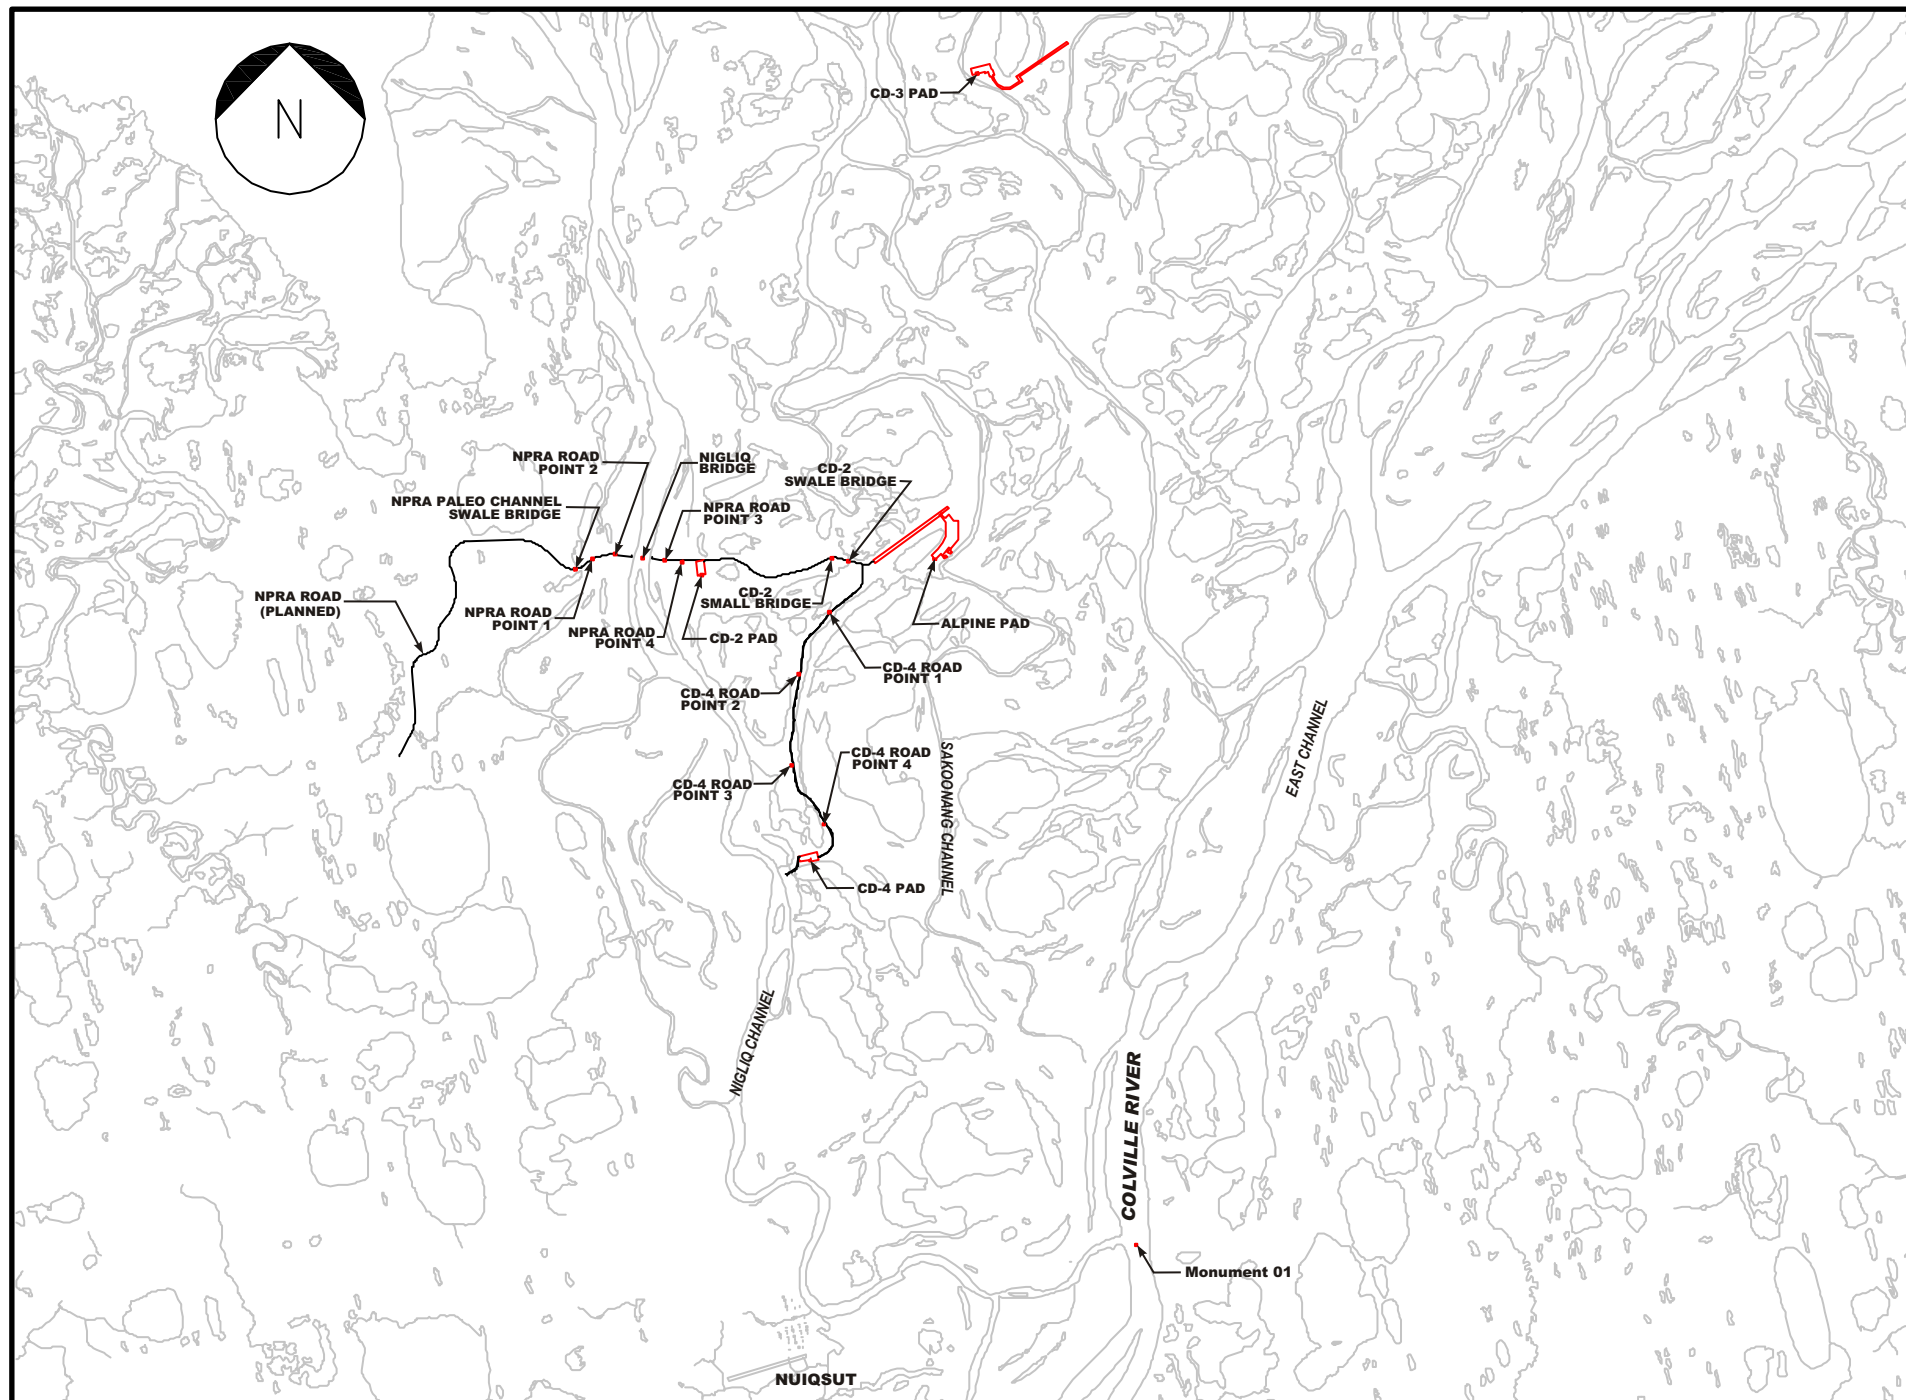 N
CD-3 PAD
NPRA ROAD
POINT 2
NIGLIQ
BRIDGE
CD-2
SWALE BRIDGE
NPRA PALEO CHANNEL
SWALE BRIDGE
NPRA ROAD
POINT 3
NPRA ROAD
(PLANNED)
NPRA ROAD
POINT 1
NPRA ROAD
POINT 4
CD-2 PAD
CD-2
SMALL BRIDGE
ALPINE PAD
CD-4 ROAD
POINT 1
CD-4 ROAD
POINT 2
CD-4 ROAD
POINT 4
CD-4 ROAD
POINT 3
CD-4 PAD
SAKOONANG CHANNEL
EAST CHANNEL
NIGLIQ CHANNEL
COLVILLE RIVER
Monument 01
NUIQSUT